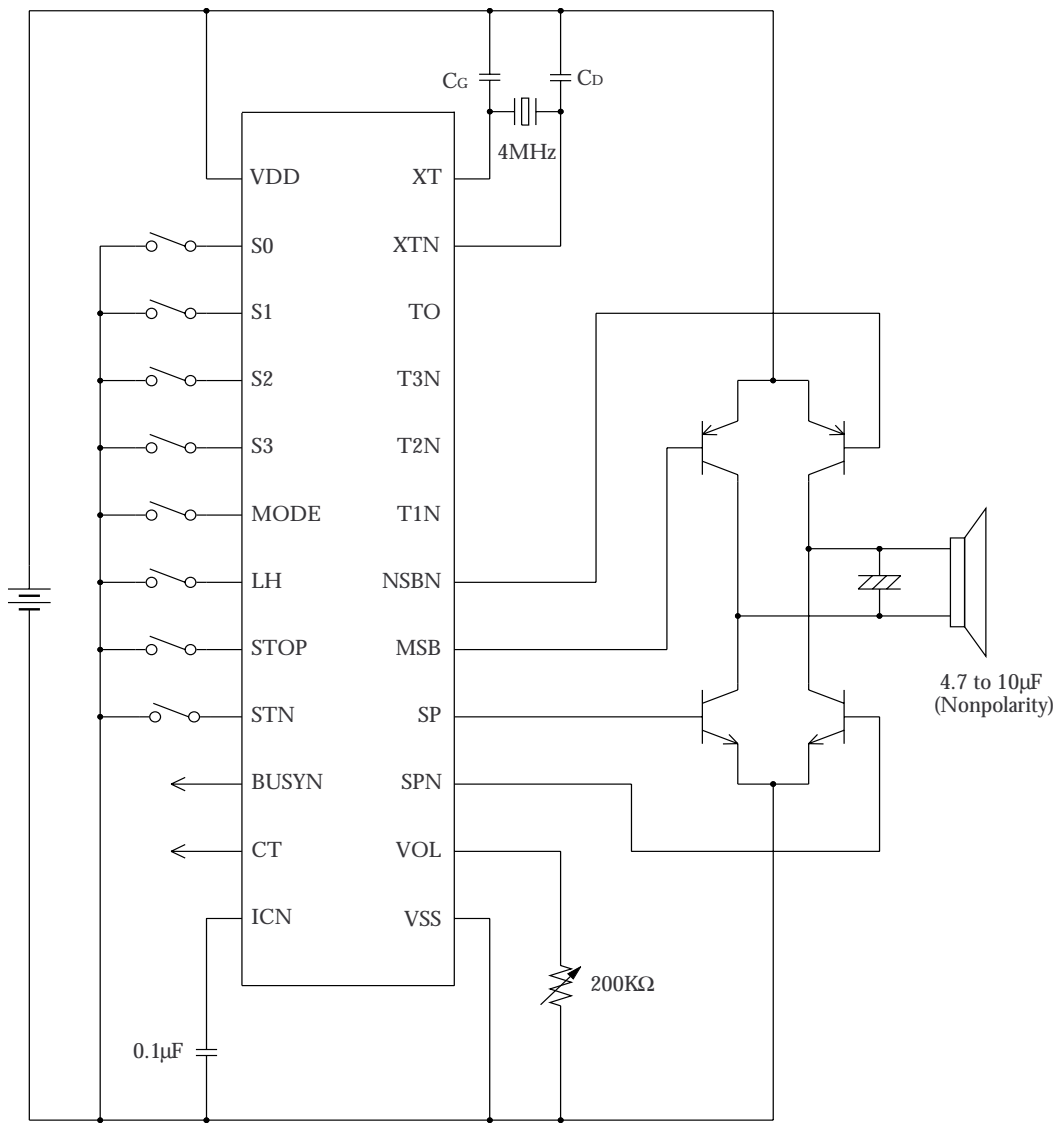 CG
CD
4MHz
VDD
XT
S0
XTN
S1
TO
S2
T3N
S3
T2N
MODE
T1N
LH
NSBN
STOP
MSB
4.7 to 10µF
(Nonpolarity)
STN
SP
BUSYN
SPN
CT
VOL
ICN
VSS
200KΩ
0.1µF